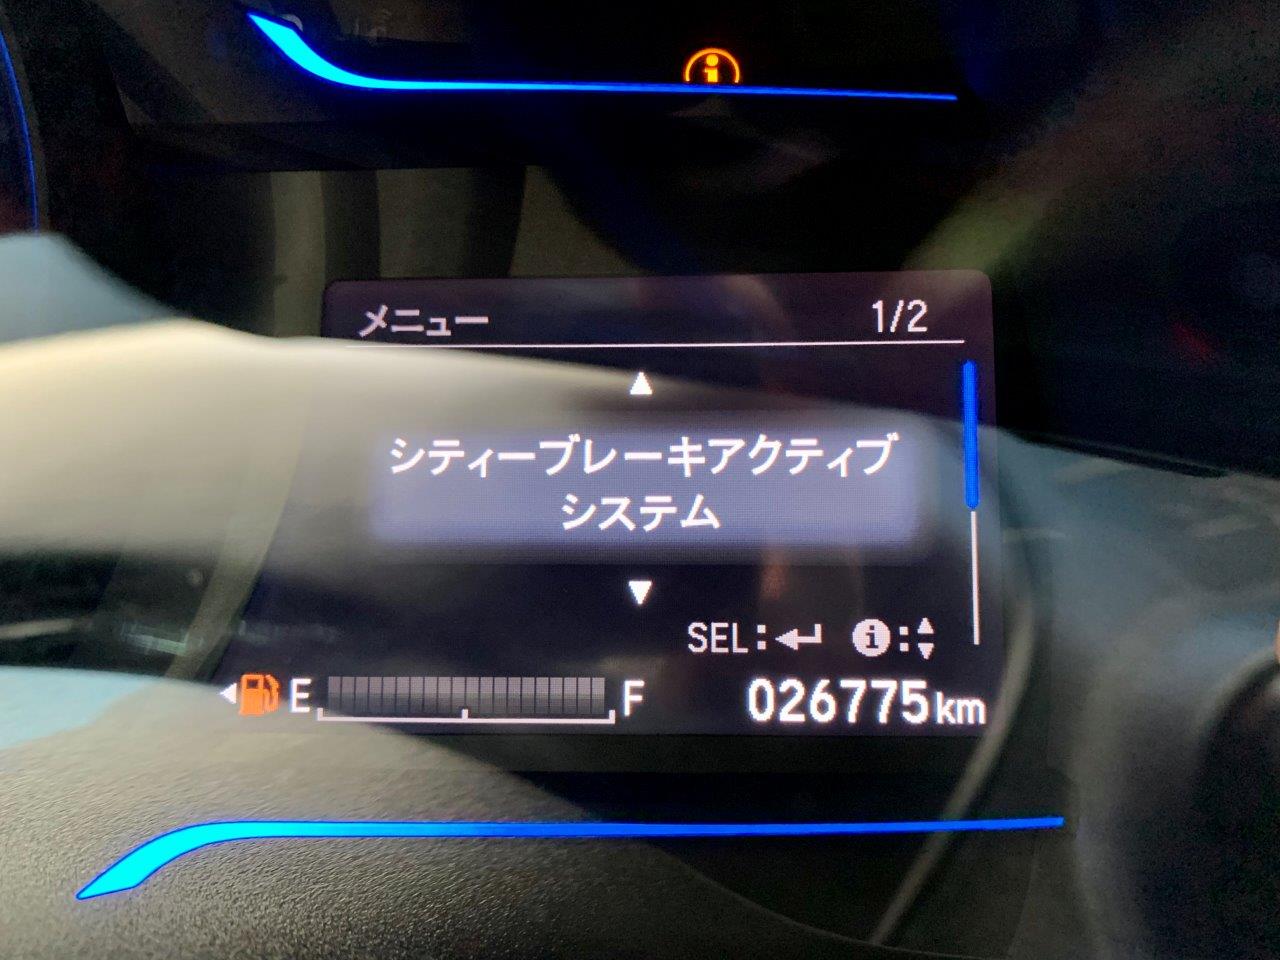 メニュー 1/2
シティーブレーキアクティブ
システム
SEL: i:
E F 026775km